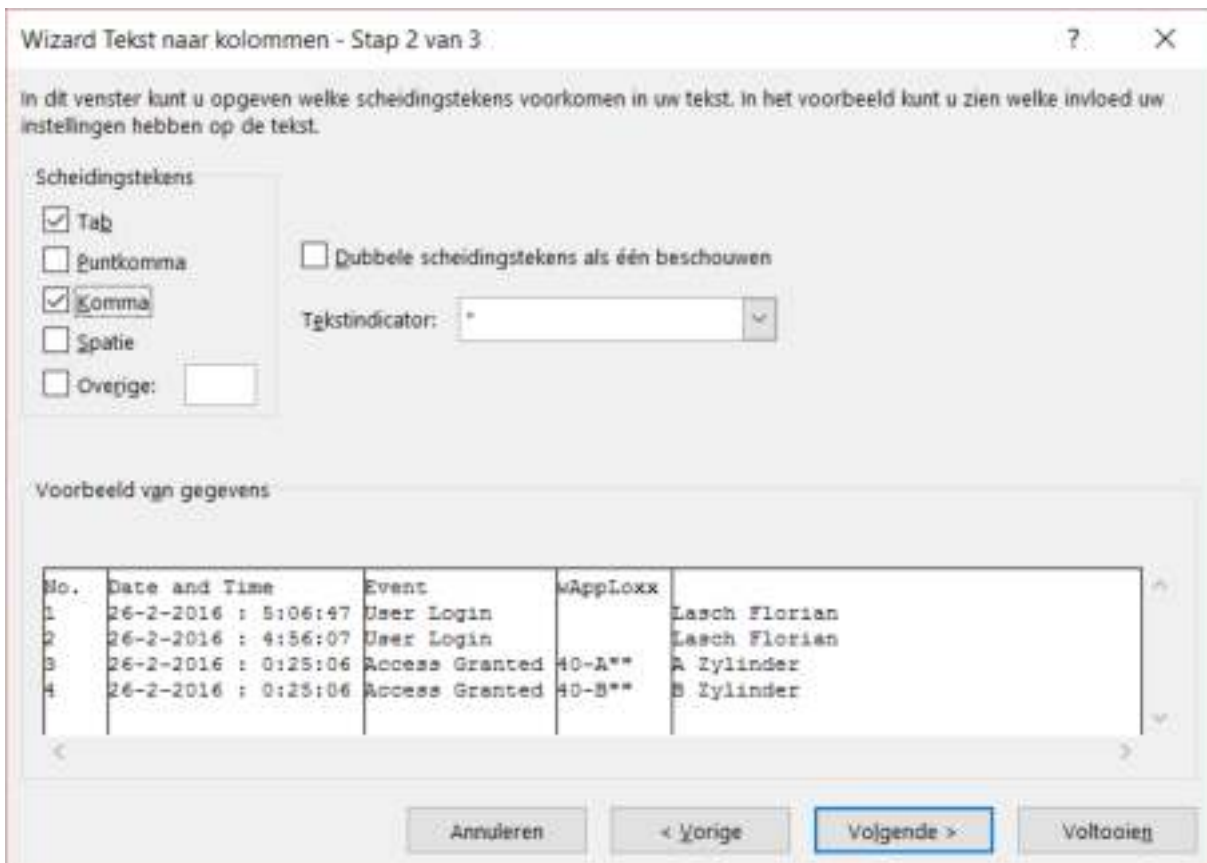 Wizard Tekst naar kolommen - Stap 2 van 3
In dit venster kunt u opgeven welke scheidingstekens voorkomen in uw tekst. In het voorbeeld kunt u zien welke invloed uw
instellingen hebben op de tekst.
Scheidingstekens
Tab
Puntkomma
Komma
Spatie
Overige:
Dubbele scheidingstekens als één beschouwen
Tekstindicator: "
Voorbeeld van gegevens
No. Date and Time Event wAppLoxx
1 26-2-2016 : 5:06:47 User Login Lasch Florian
2 26-2-2016 : 4:56:07 User Login Lasch Florian
3 26-2-2016 : 0:25:06 Access Granted 40-A"" A Zylinder
4 26-2-2016 : 0:25:06 Access Granted 40-B"" B Zylinder
Annuleren < Vorige Volgende > Voltooien